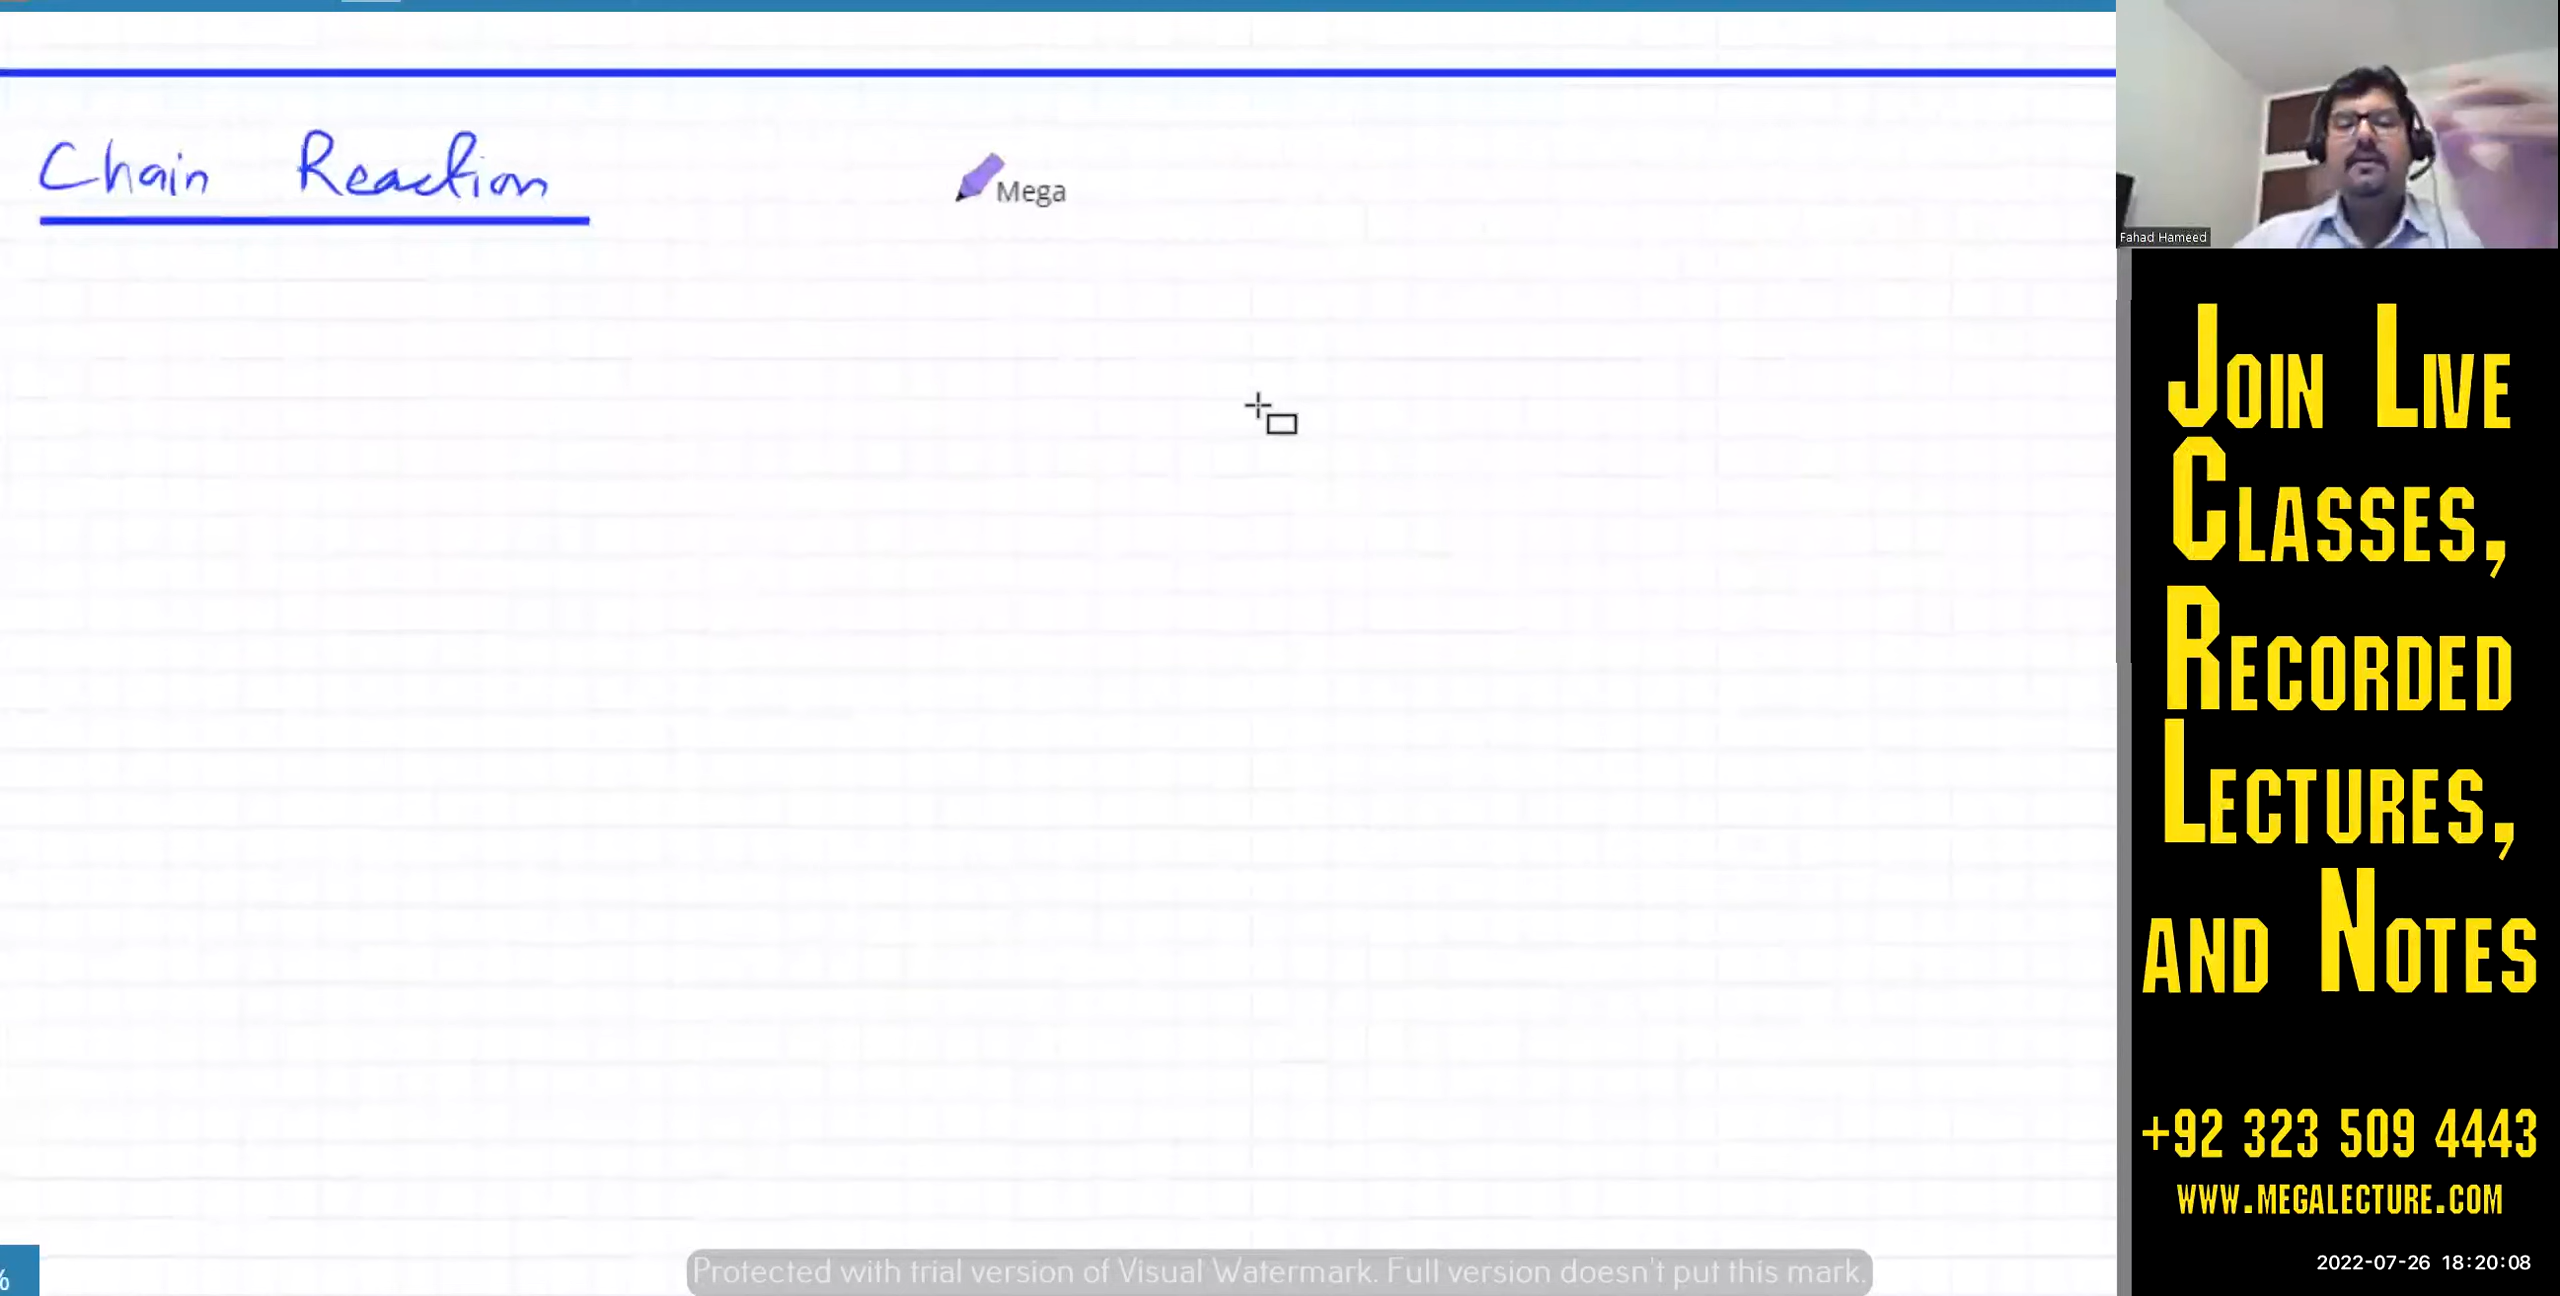 Chain Reaction
Mega
Fahad Hameed
JOIN LIVE
CLASSES,
RECORDED
LECTURES,
AND NOTES
+92 323 509 4443
WWW.MEGALECTURE.COM
2022-07-26 18:20:08
%
Protected with trial version of Visual Watermark. Full version doesn't put this mark.